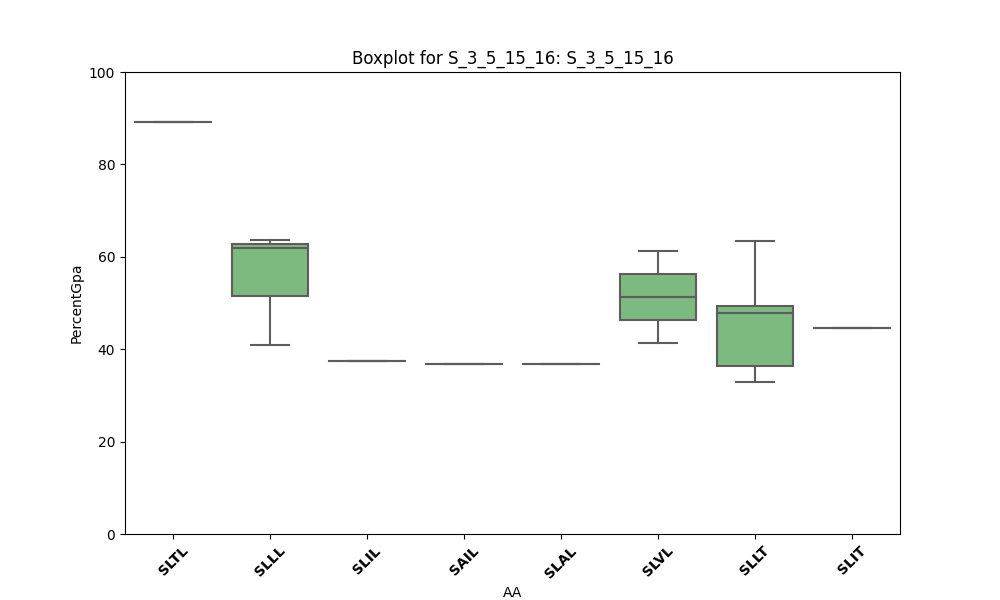 Boxplot for S_3_5_15_16: S_3_5_15_16
100
80
60
40
20
0
PercentGpa
SLTL
SLLL
SLIL
SAIL
SLAL
SLVL
SLLT
SLIT
AA